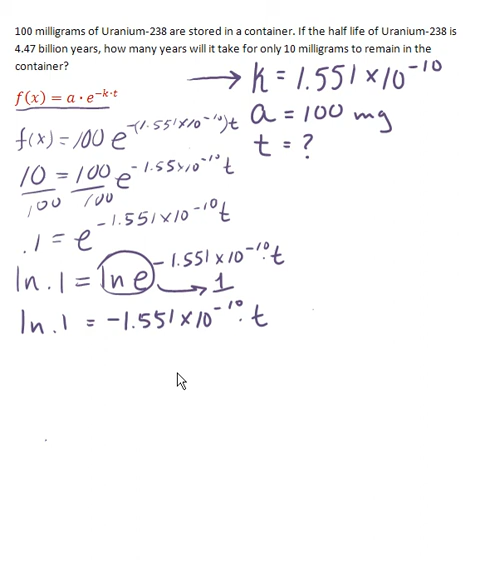 100 milligrams of Uranium-238 are stored in a container. If the half life of Uranium-238 is
4.47 billion years, how many years will it take for only 10 milligrams to remain in the
container?
→ k = 1.551 × 10⁻¹⁰
f(x) = a · e^(−k·t)
a = 100 mg
f(x) = 100 e^(−(1.551×10⁻¹⁰)t)
t = ?
10/100 = 100/100 e^(−1.55×10⁻¹⁰ t)
.1 = e^(−1.551×10⁻¹⁰ t)
ln .1 = ln e^(−1.551×10⁻¹⁰·t) → 1
ln .1 = −1.551×10⁻¹⁰ · t